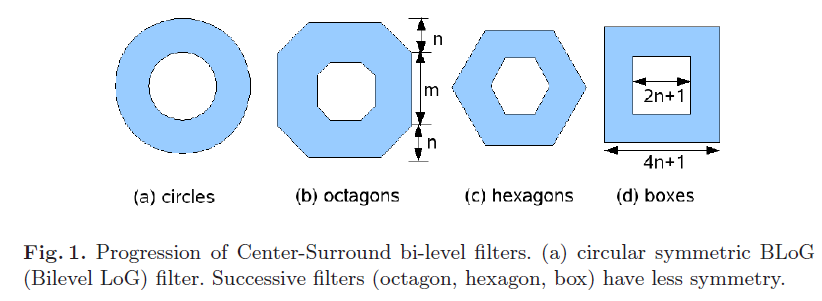 n
m
n
2n+1
4n+1
(a) circles
(b) octagons
(c) hexagons
(d) boxes
Fig. 1. Progression of Center-Surround bi-level filters. (a) circular symmetric BLoG
(Bilevel LoG) filter. Successive filters (octagon, hexagon, box) have less symmetry.